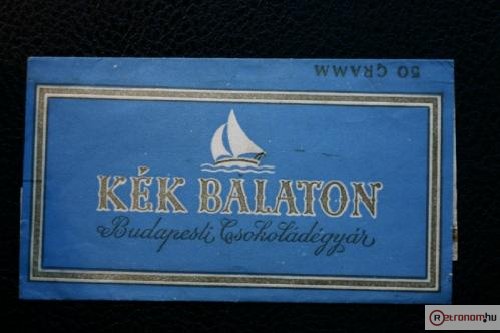 50 GRAMM
KÉK BALATON
Budapesti Csokoládégyár
Retronom.hu